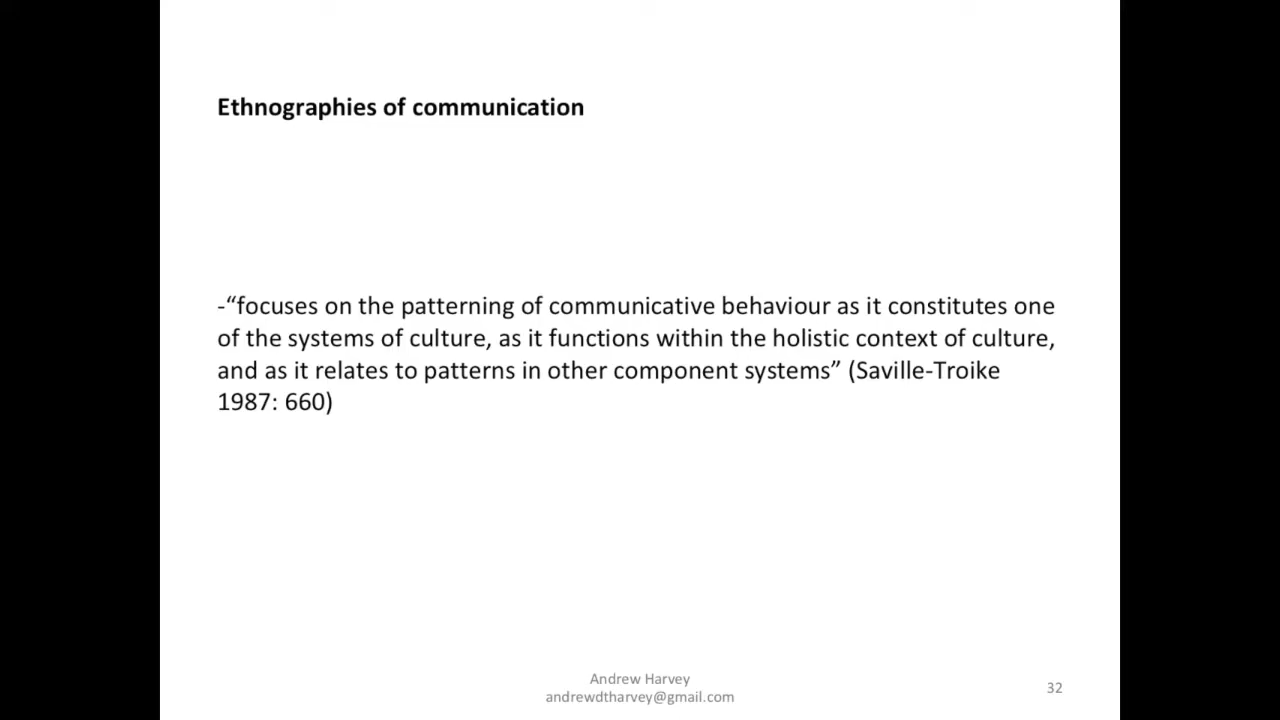 Ethnographies of communication
-“focuses on the patterning of communicative behaviour as it constitutes one
of the systems of culture, as it functions within the holistic context of culture,
and as it relates to patterns in other component systems” (Saville-Troike
1987: 660)
Andrew Harvey
andrewdtharvey@gmail.com
32